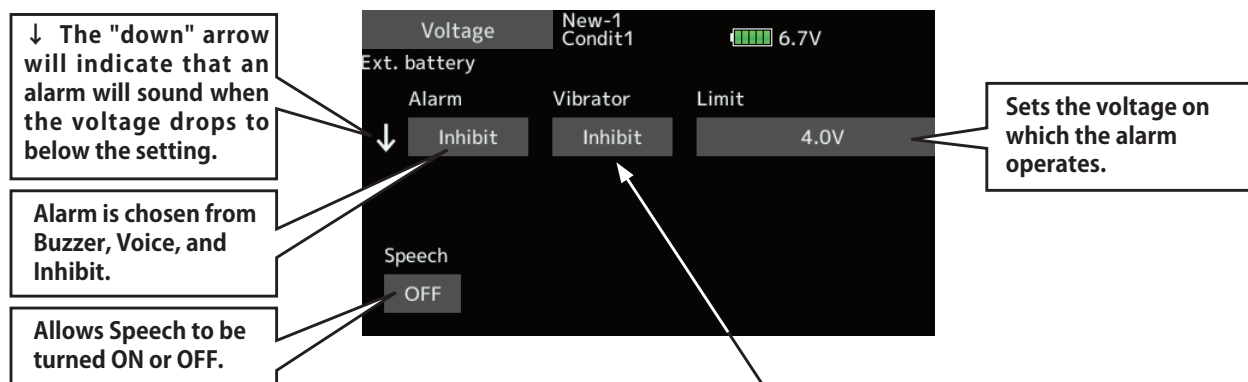 ↓ The "down" arrow
will indicate that an
alarm will sound when
the voltage drops to
below the setting.
Alarm is chosen from
Buzzer, Voice, and
Inhibit.
Allows Speech to be
turned ON or OFF.
Voltage
New-1
Condit1
6.7V
Ext. battery
Alarm
Vibrator
Limit
↓
Inhibit
Inhibit
4.0V
Speech
OFF
Sets the voltage on
which the alarm
operates.